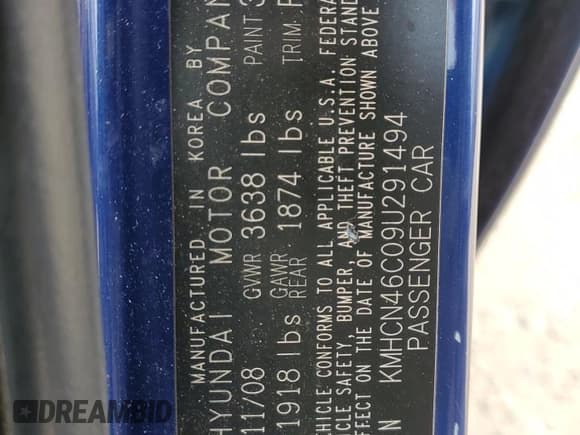 MANUFACTURED IN KOREA BY
HYUNDAI MOTOR COMPAN
11/08 GVWR 3638 lbs PAINT
1918 lbs GAWR REAR 1874 lbs TRIM
VEHICLE CONFORMS TO ALL APPLICABLE U.S.A. FEDERA
ICLE SAFETY, BUMPER, AND THEFT PREVENTION STAND
EFFECT ON THE DATE OF MANUFACTURE SHOWN ABOVE
N KMHCN46C09U291494
PASSENGER CAR
DREAMBID